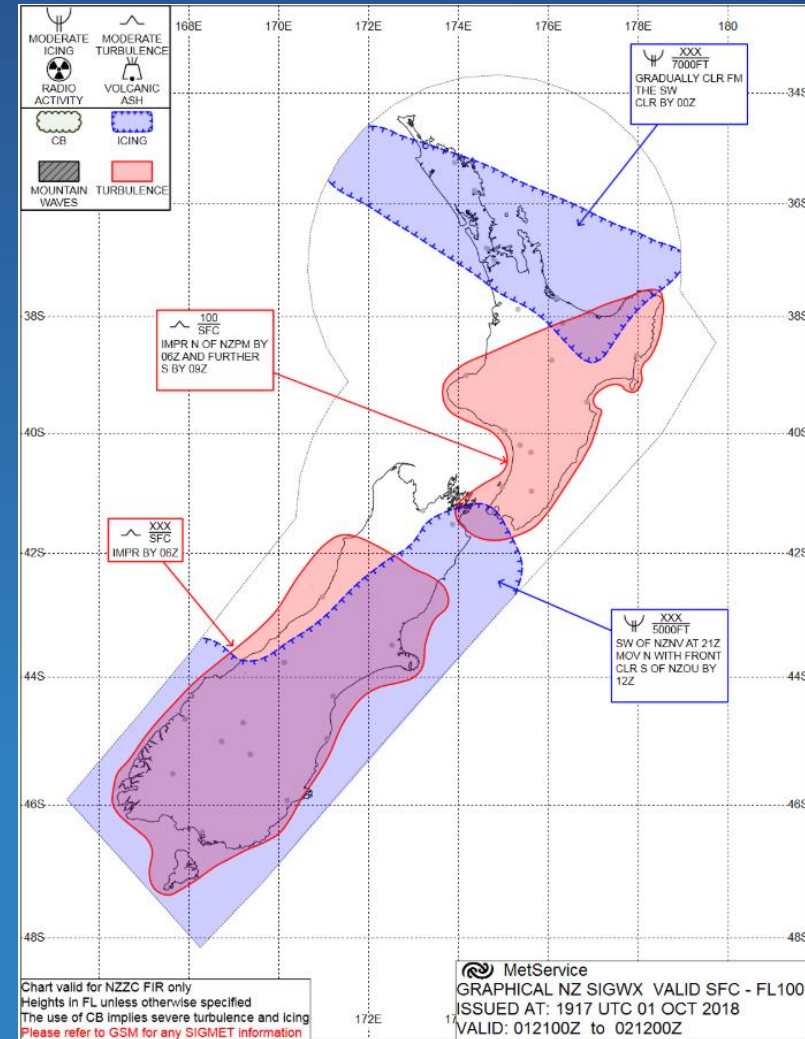 MODERATE ICING
MODERATE TURBULENCE
RADIO ACTIVITY
VOLCANIC ASH
CB
ICING
MOUNTAIN WAVES
TURBULENCE
168E 170E 172E 174E 176E 178E 180
34S
36S
38S
40S
42S
44S
46S
48S
34S
36S
38S
40S
42S
44S
46S
48S
XXX
7000FT
GRADUALLY CLR FM
THE SW
CLR BY 00Z
100
SFC
IMPR N OF NZPM BY
06Z AND FURTHER
S BY 09Z
XXX
SFC
IMPR BY 06Z
XXX
5000FT
SW OF NZNV AT 21Z
MOV N WITH FRONT
CLR S OF NZOU BY
12Z
172E
Chart valid for NZZC FIR only
Heights in FL unless otherwise specified
The use of CB implies severe turbulence and icing
Please refer to GSM for any SIGMET information
MetService
GRAPHICAL NZ SIGWX VALID SFC - FL100
ISSUED AT: 1917 UTC 01 OCT 2018
VALID: 012100Z to 021200Z